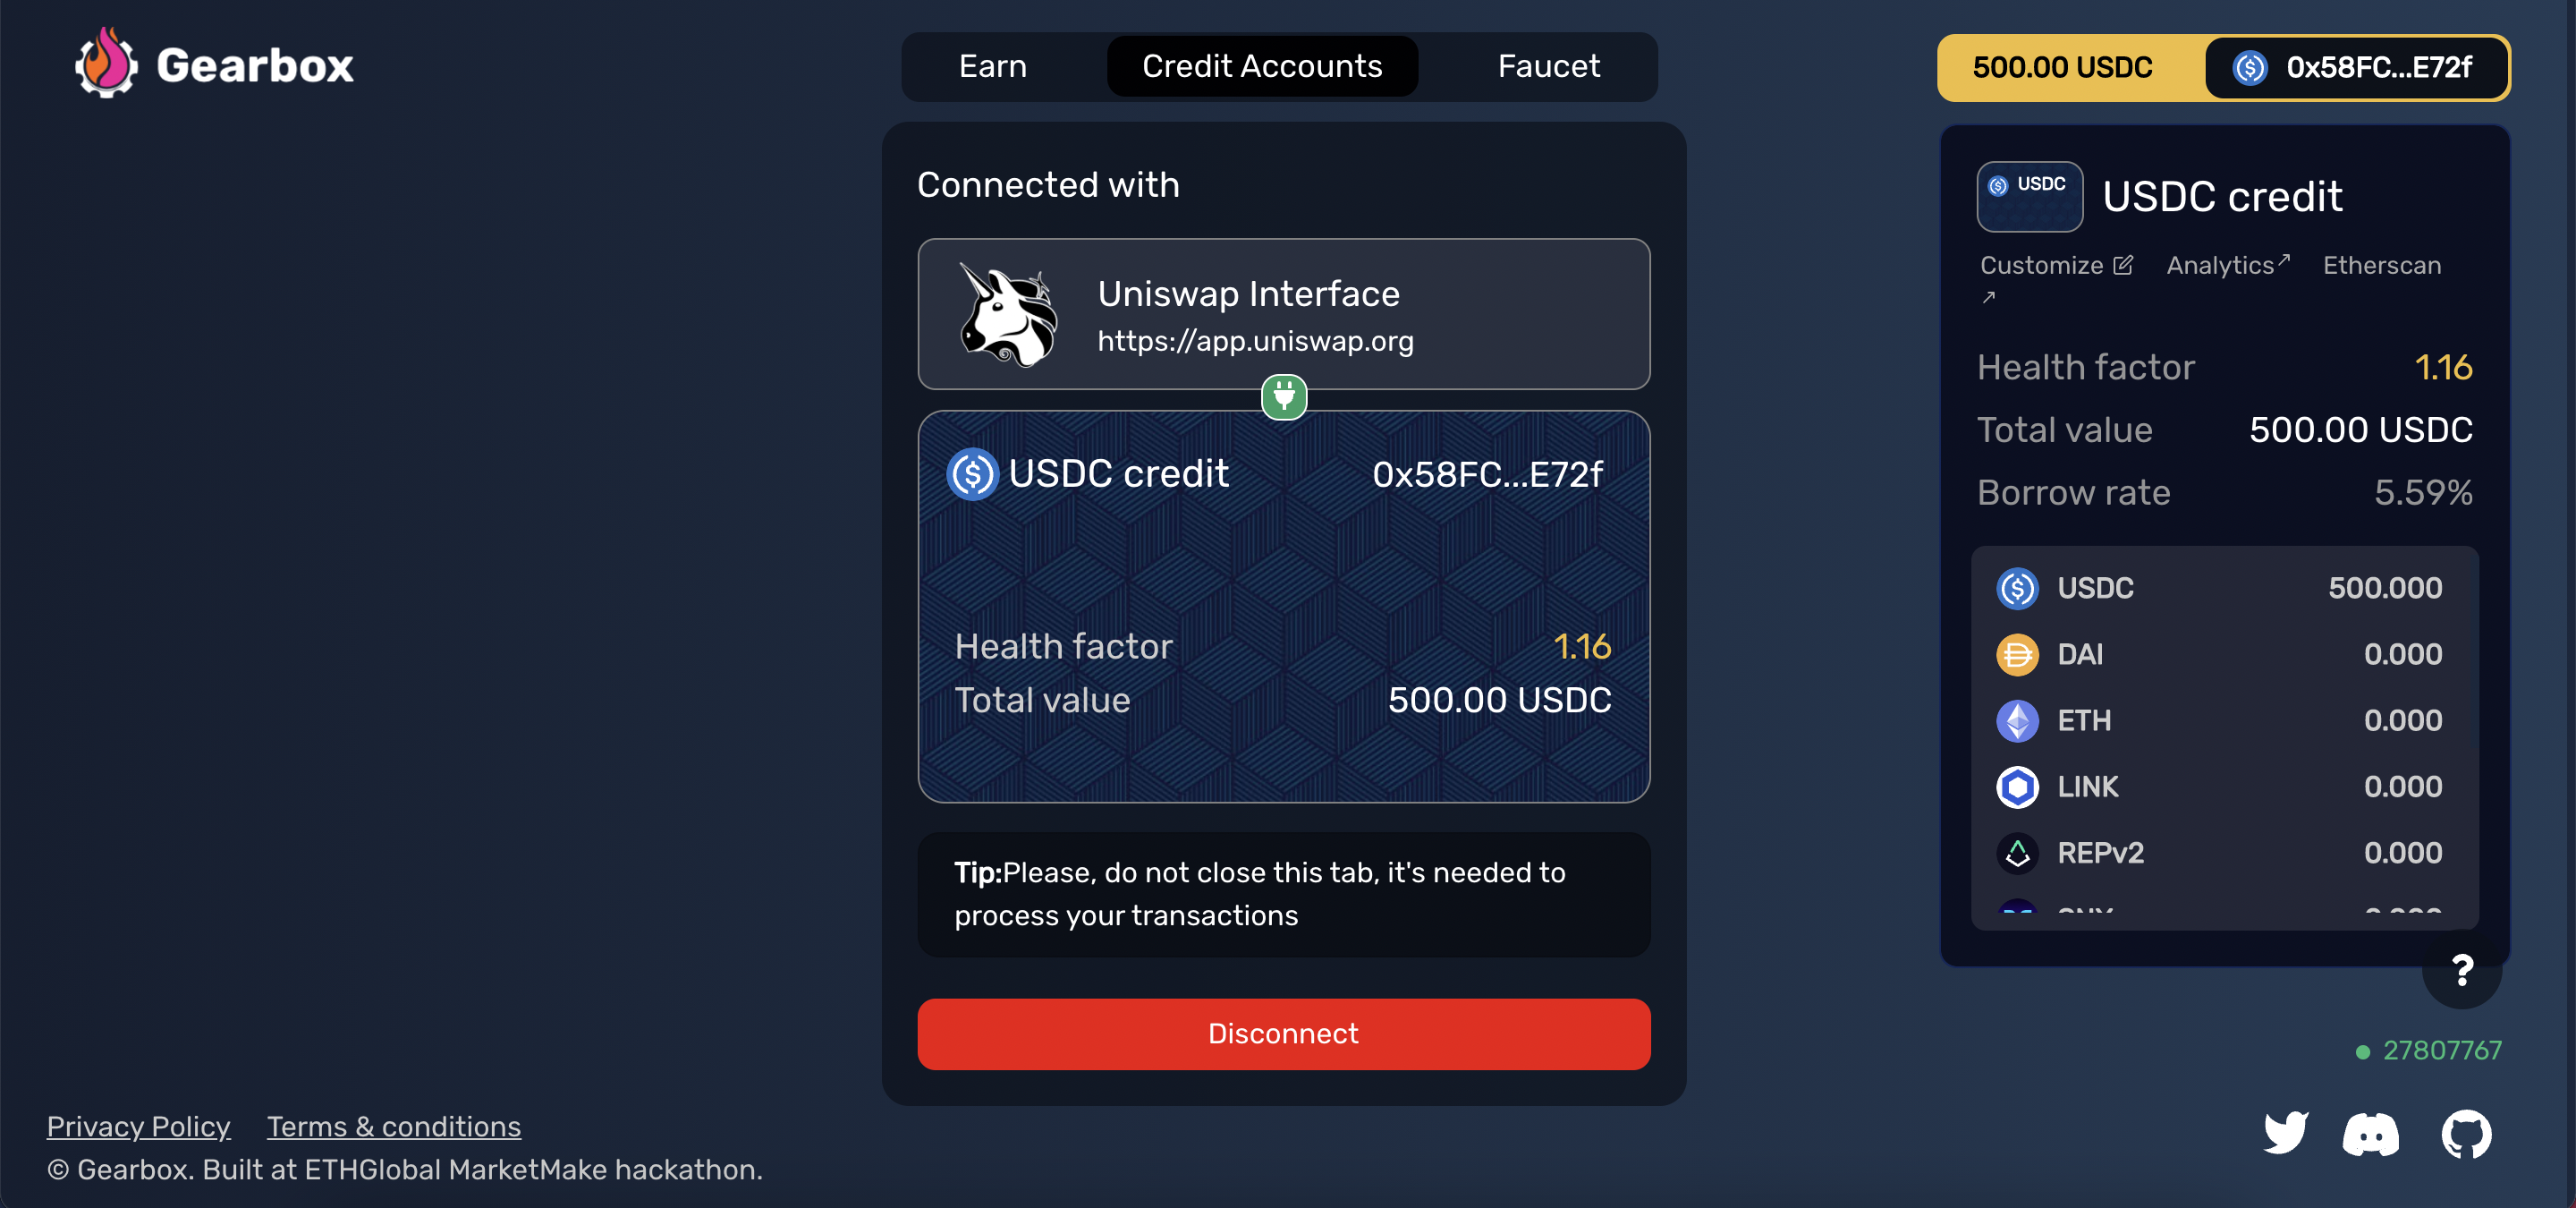 Gearbox
Earn Credit Accounts Faucet
500.00 USDC 0x58FC...E72f
Connected with
Uniswap Interface
https://app.uniswap.org
USDC credit 0x58FC...E72f
Health factor 1.16
Total value 500.00 USDC
Tip:Please, do not close this tab, it's needed to
process your transactions
Disconnect
USDC USDC credit
Customize Analytics↗ Etherscan
↗
Health factor 1.16
Total value 500.00 USDC
Borrow rate 5.59%
USDC 500.000
DAI 0.000
ETH 0.000
LINK 0.000
REPv2 0.000
?
27807767
Privacy Policy Terms & conditions
© Gearbox. Built at ETHGlobal MarketMake hackathon.